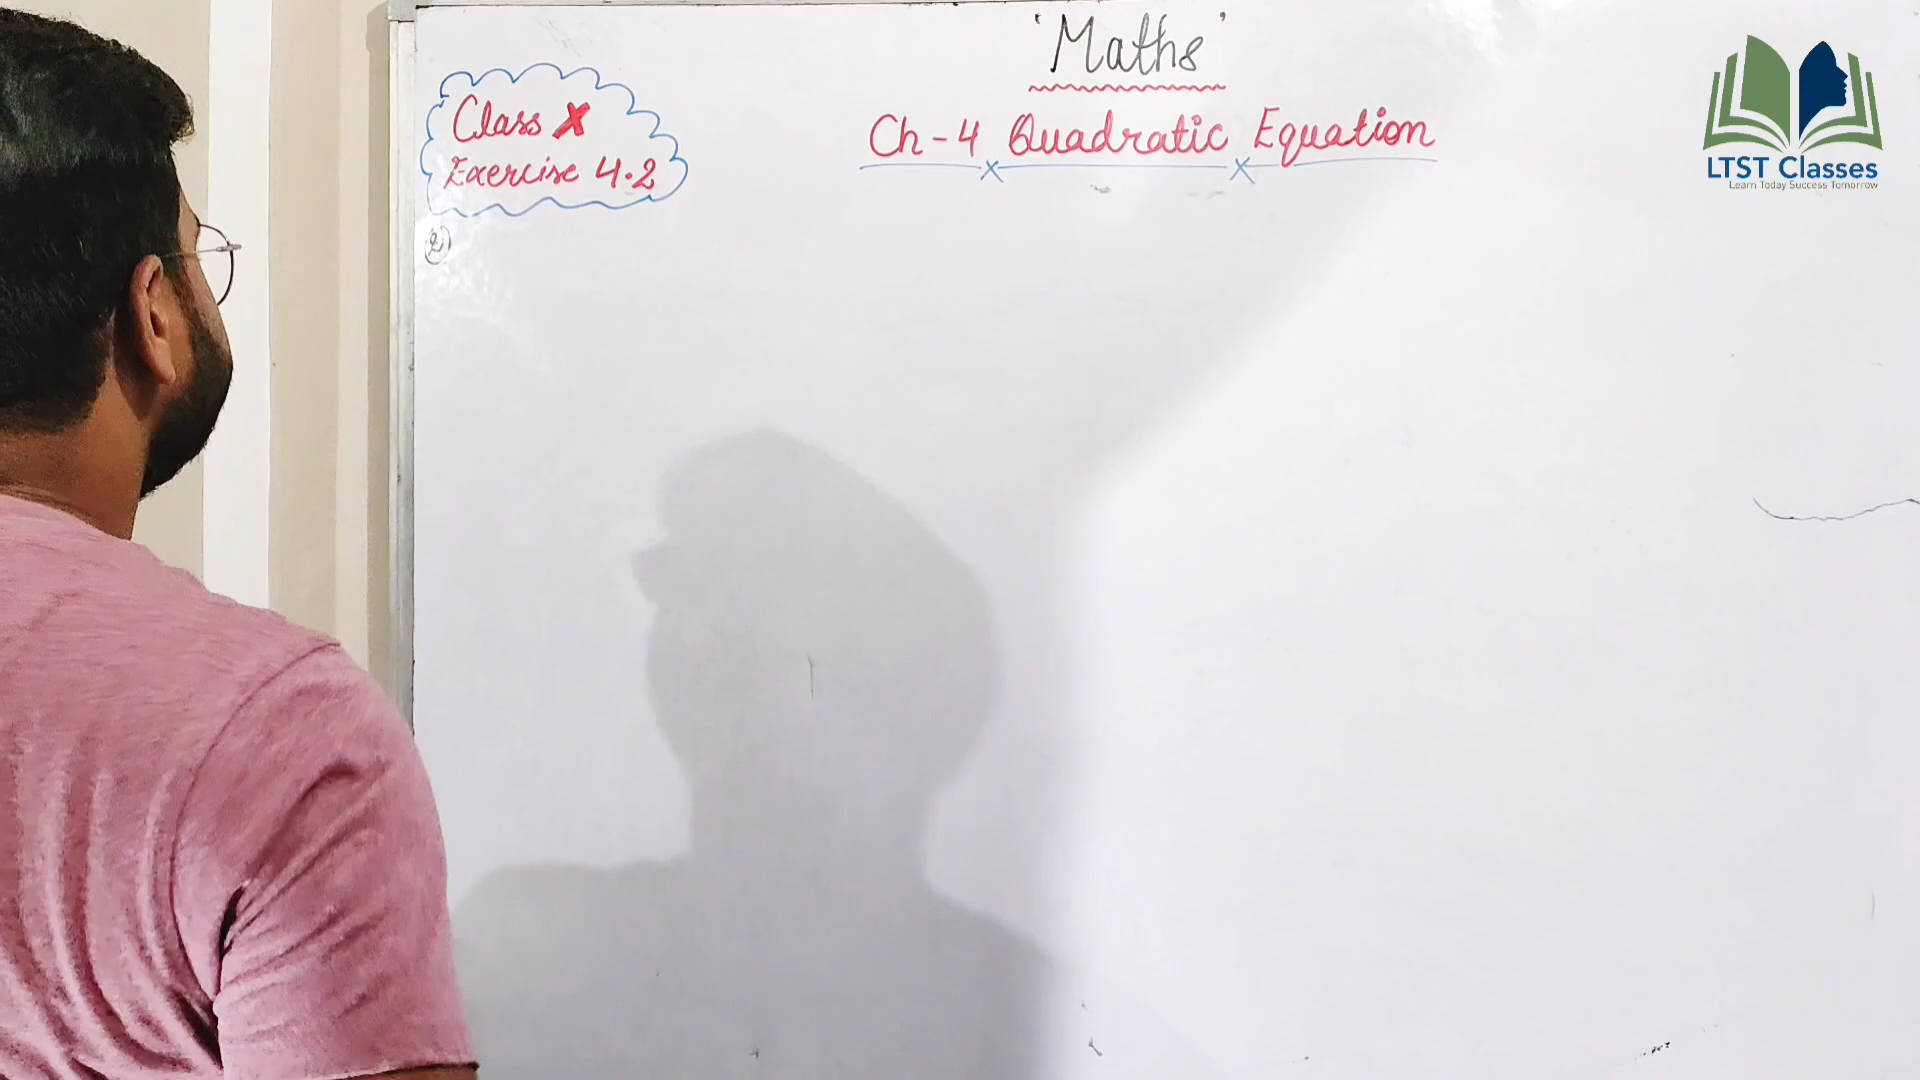 'Maths'
Class X
Exercise 4.2
Ch-4 Quadratic Equation
LTST Classes
Learn Today Success Tomorrow
2